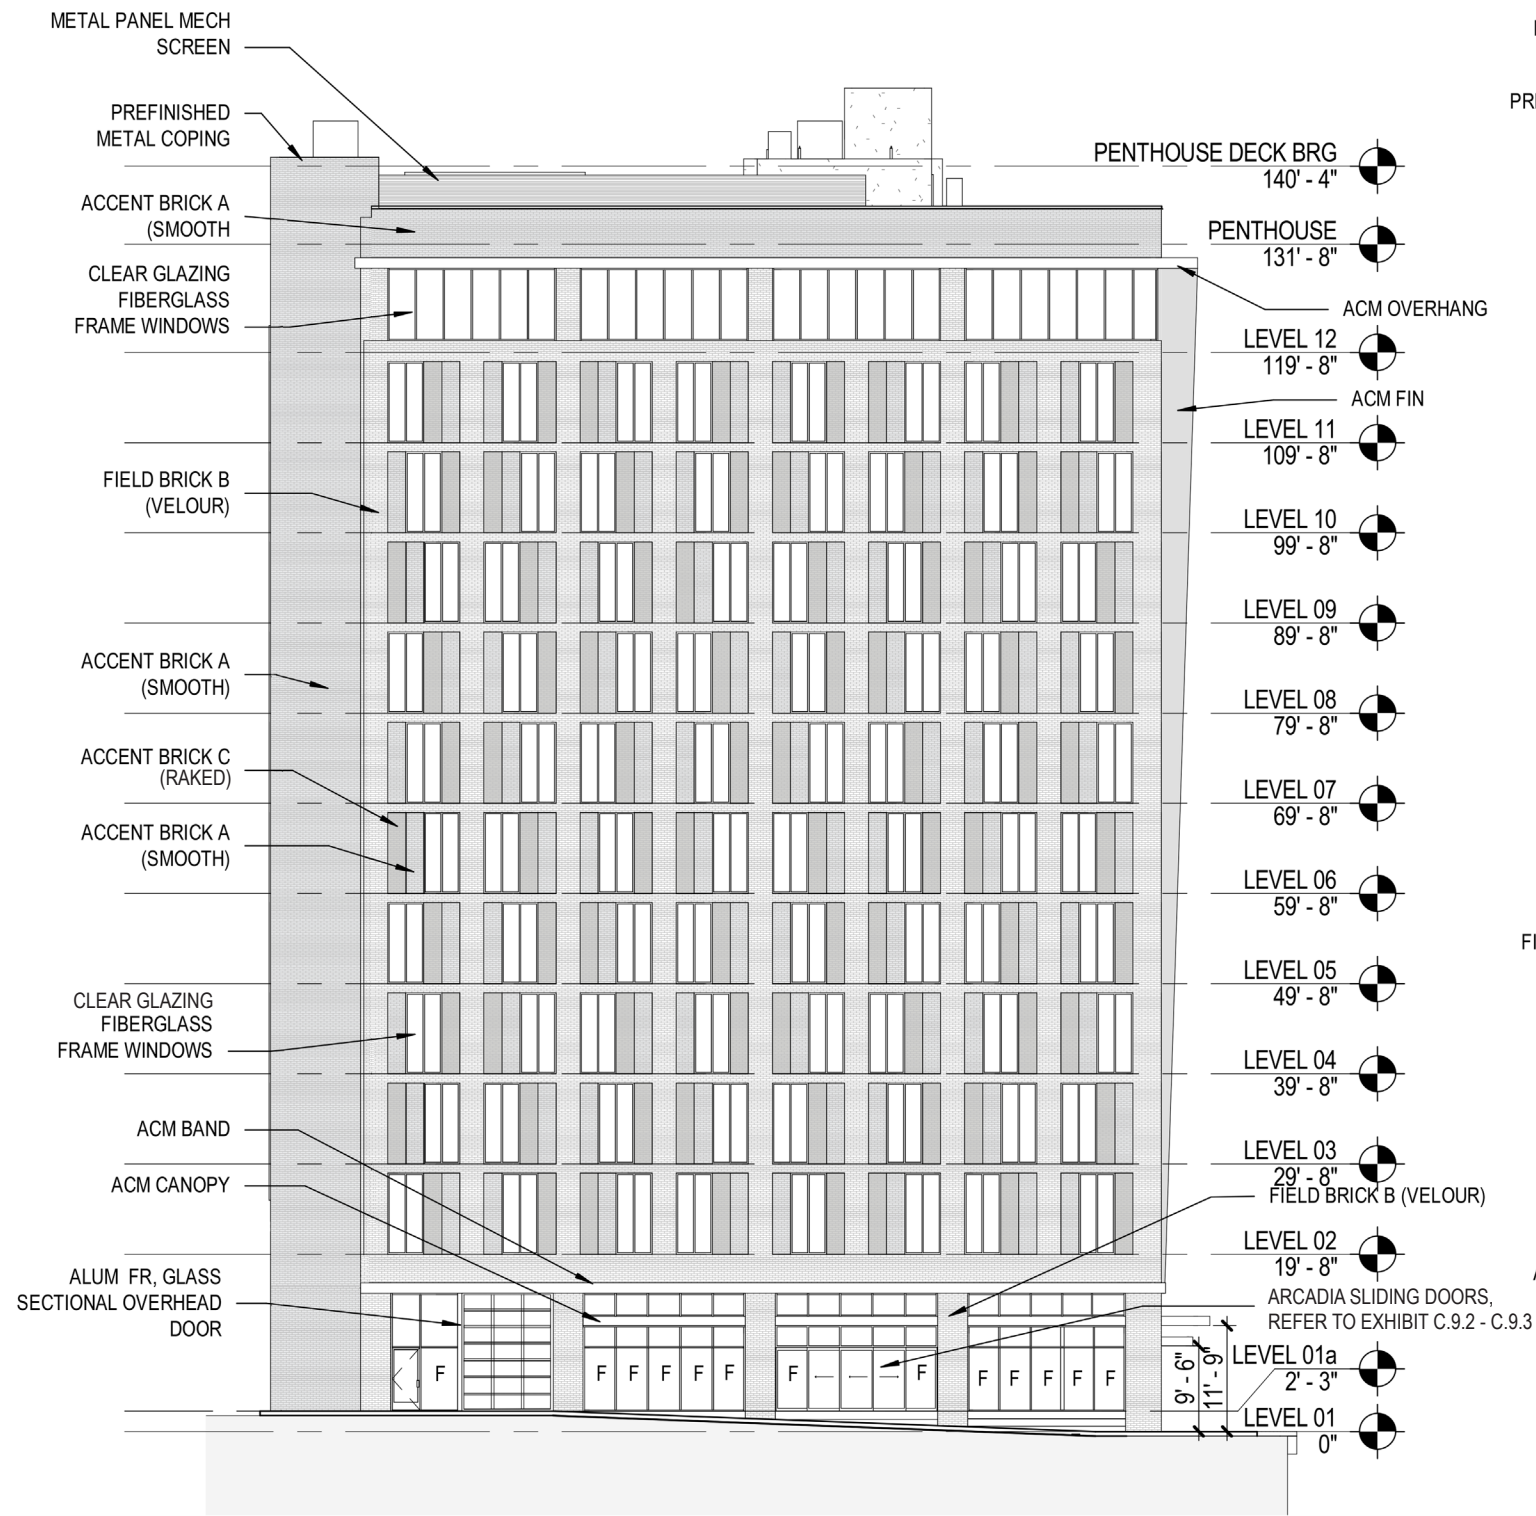 METAL PANEL MECH
SCREEN
PREFINISHED
METAL COPING
ACCENT BRICK A
(SMOOTH
CLEAR GLAZING
FIBERGLASS
FRAME WINDOWS
FIELD BRICK B
(VELOUR)
ACCENT BRICK A
(SMOOTH)
ACCENT BRICK C
(RAKED)
ACCENT BRICK A
(SMOOTH)
CLEAR GLAZING
FIBERGLASS
FRAME WINDOWS
ACM BAND
ACM CANOPY
ALUM FR, GLASS
SECTIONAL OVERHEAD
DOOR
F
F F F F F
F F
F F F F F
PENTHOUSE DECK BRG
140' - 4"
PENTHOUSE
131' - 8"
ACM OVERHANG
LEVEL 12
119' - 8"
ACM FIN
LEVEL 11
109' - 8"
LEVEL 10
99' - 8"
LEVEL 09
89' - 8"
LEVEL 08
79' - 8"
LEVEL 07
69' - 8"
LEVEL 06
59' - 8"
LEVEL 05
49' - 8"
LEVEL 04
39' - 8"
LEVEL 03
29' - 8"
FIELD BRICK B (VELOUR)
LEVEL 02
19' - 8"
ARCADIA SLIDING DOORS,
REFER TO EXHIBIT C.9.2 - C.9.3
9' - 6"
11' - 9"
LEVEL 01a
2' - 3"
LEVEL 01
0"
PR
FI